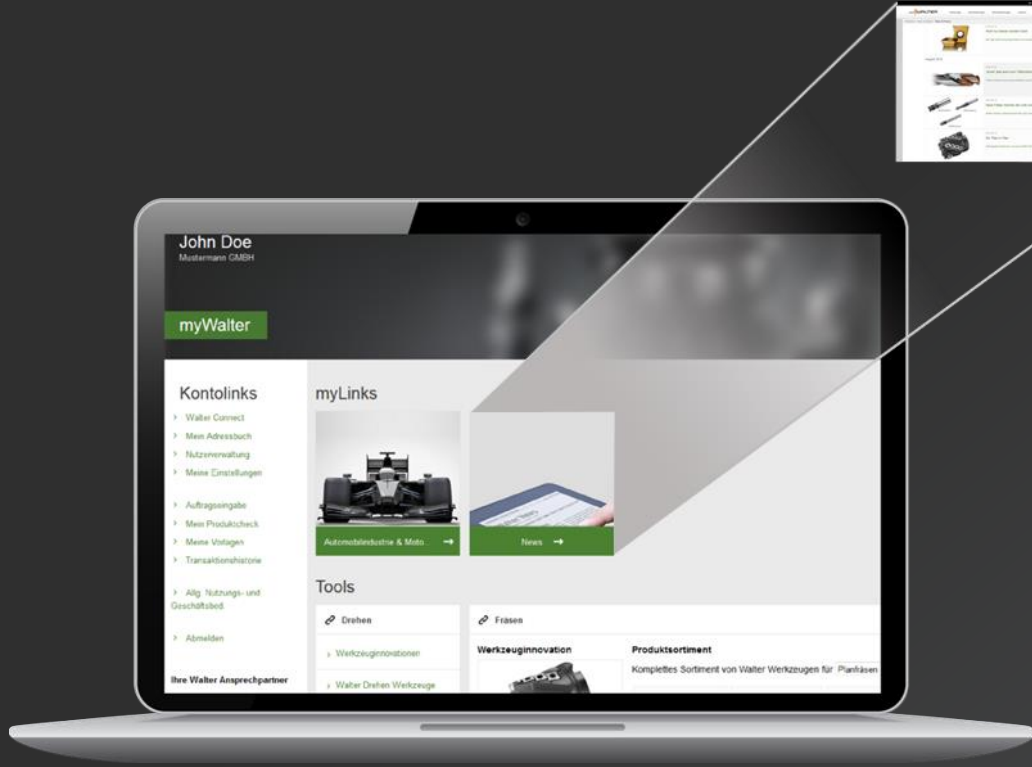 John Doe
Mustermann GMBH
myWalter
Kontolinks
Walter Connect
Mein Adressbuch
Nutzerverwaltung
Meine Einstellungen
Auftragseingabe
Mein Produktcheck
Meine Vorlagen
Transaktionshistorie
Allg. Nutzungs- und
Geschäftsbed.
Abmelden
Ihre Walter Ansprechpartner
myLinks
Automobilindustrie & Moto...
News
Tools
Drehen
Werkzeuginnovationen
Walter Drehen Werkzeuge
Fräsen
Werkzeuginnovation
Produktsortiment
Komplettes Sortiment von Walter Werkzeugen für Planfräsen